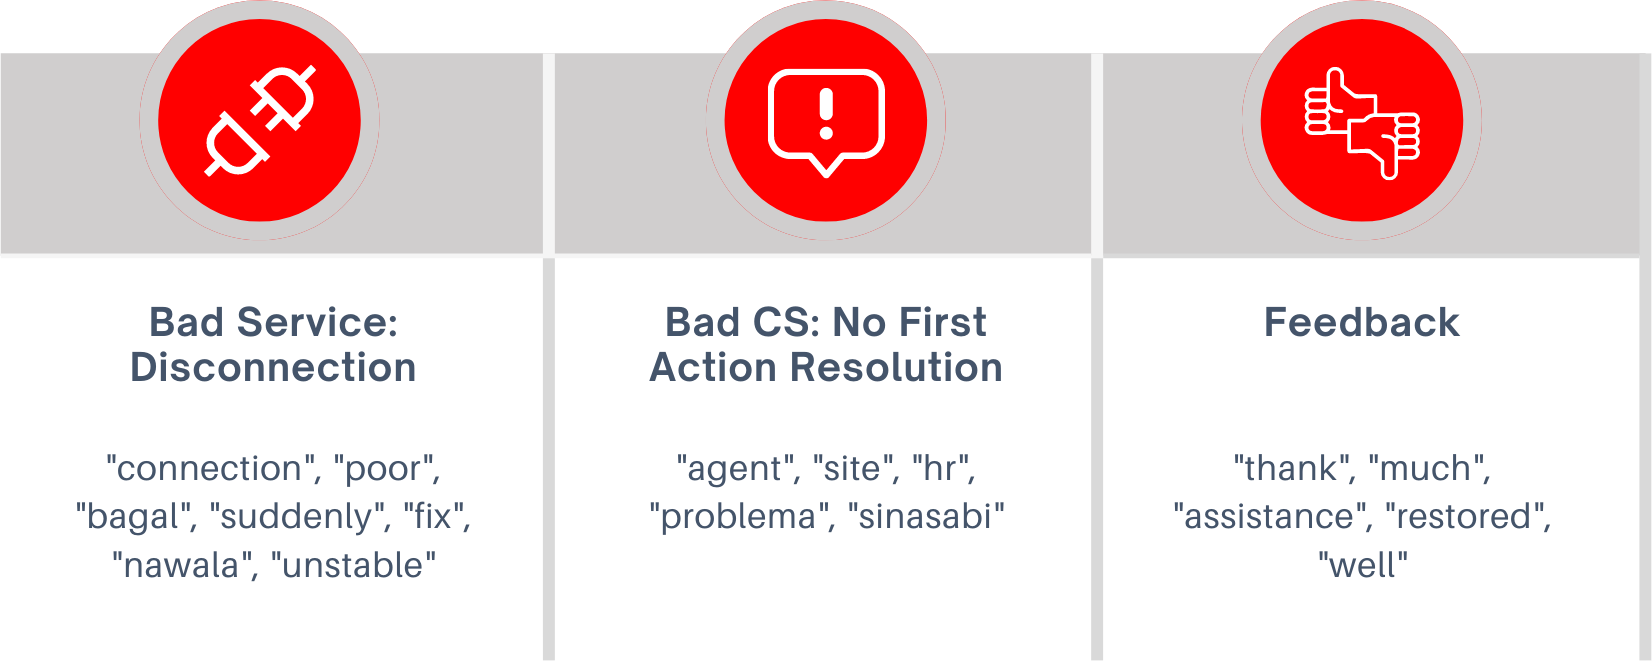 Bad Service:
Disconnection
"connection", "poor",
"bagal", "suddenly", "fix",
"nawala", "unstable"
Bad CS: No First
Action Resolution
"agent", "site", "hr",
"problema", "sinasabi"
Feedback
"thank", "much",
"assistance", "restored",
"well"